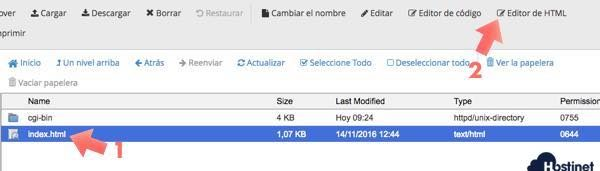 Cargar Descargar Borrar Restaurar Cambiar el nombre Editar Editor de código Editor de HTML
Inicio Un nivel arriba Atrás Reenviar Actualizar Seleccione Todo Deseleccionar todo Ver la papelera
Vaciar papelera
Name Size Last Modified Type
cgi-bin 4 KB Hoy 09:24 httpd/unix-directory 0755
index.html 1,07 KB 14/11/2016 12:44 text/html 0644
1
2
Hostinet